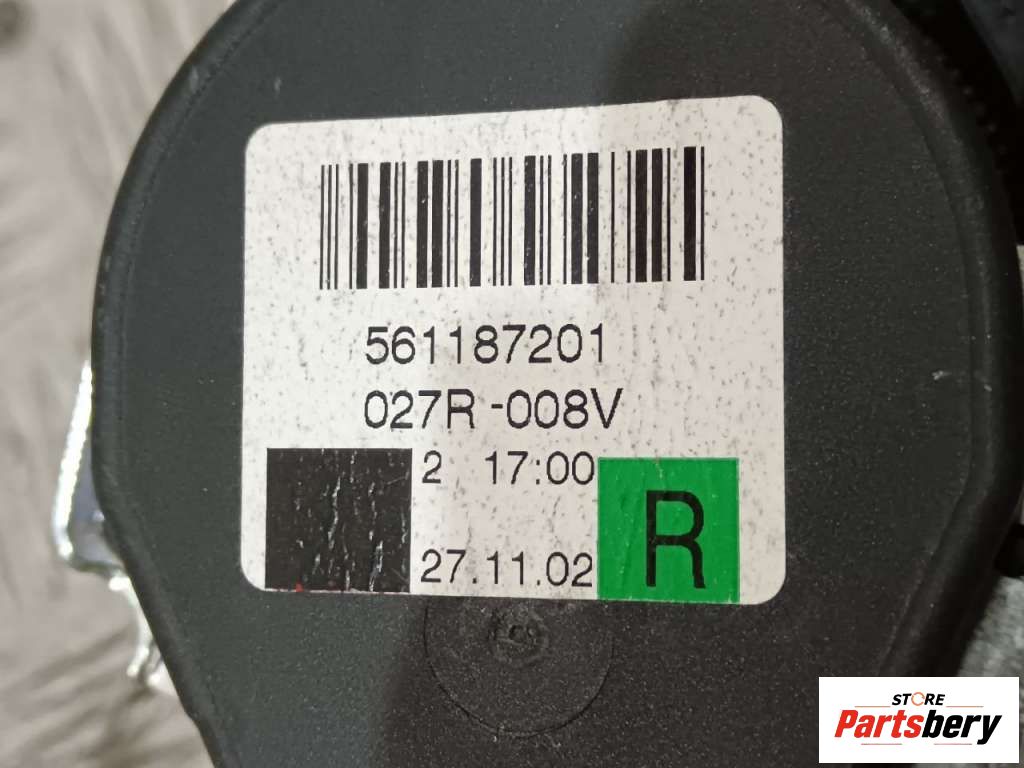 561187201
027R-008V
2 17:00
27.11.02
R
STORE
Partsbery